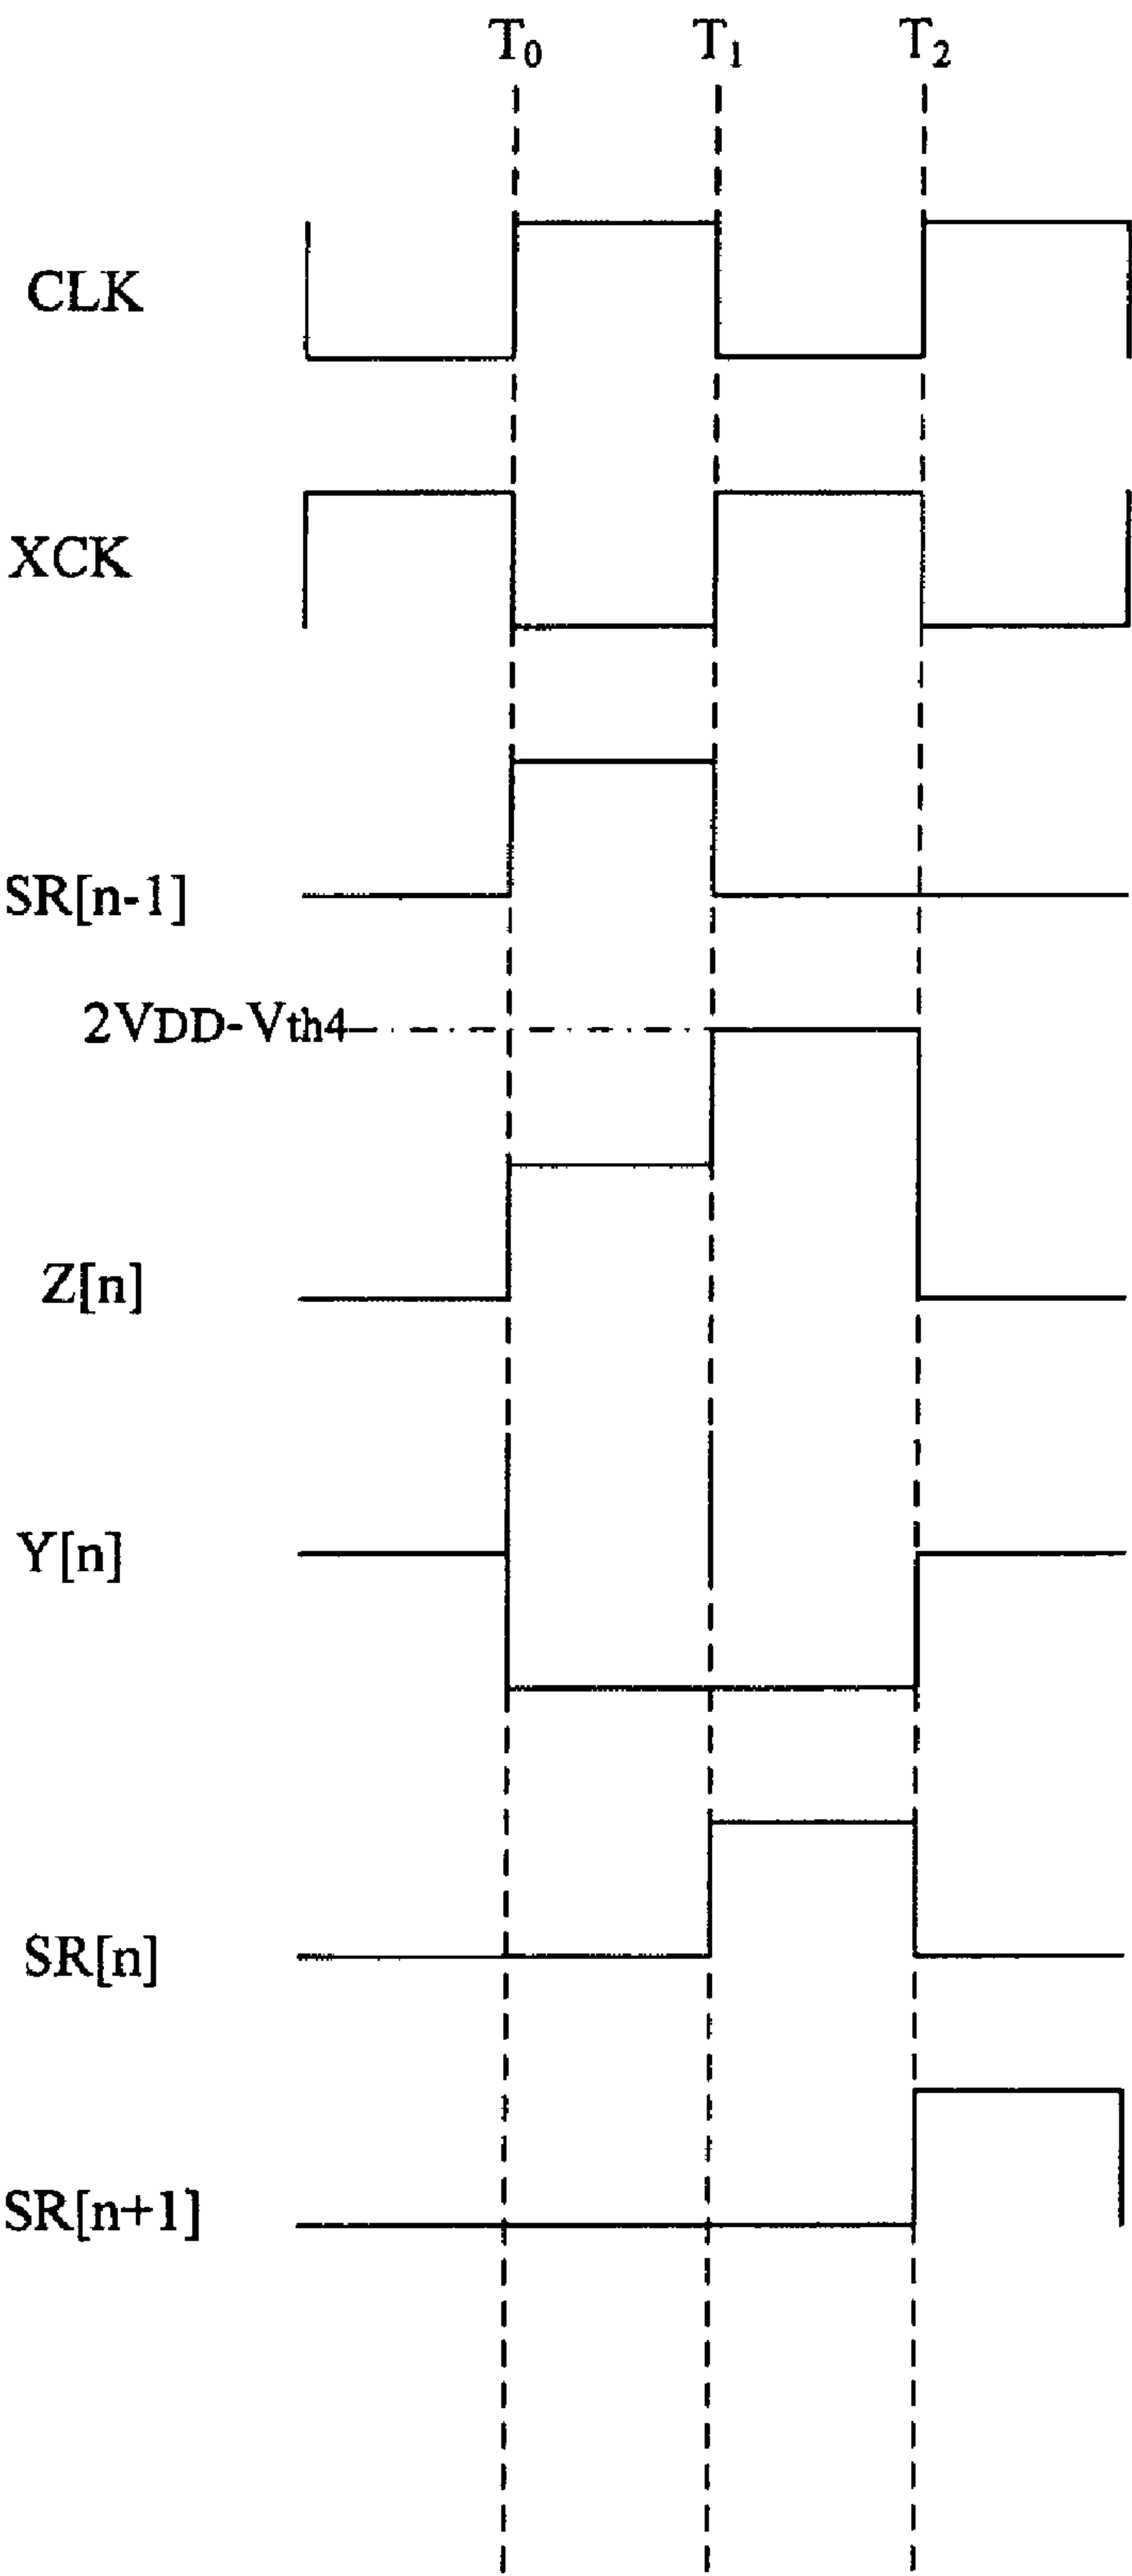 T0 T1 T2
CLK
XCK
SR[n-1]
2VDD-Vth4
Z[n]
Y[n]
SR[n]
SR[n+1]